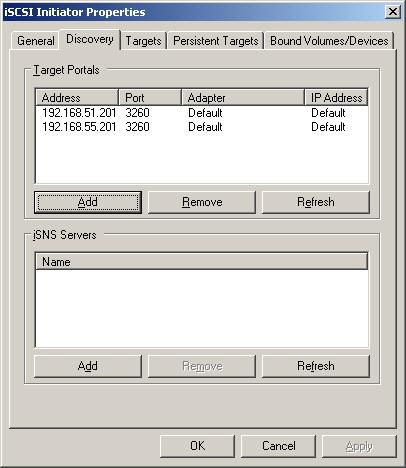 iSCSI Initiator Properties
General Discovery Targets Persistent Targets Bound Volumes/Devices
Target Portals
Address Port Adapter IP Address
192.168.51.201 3260 Default Default
192.168.55.201 3260 Default Default
Add Remove Refresh
iSNS Servers
Name
Add Remove Refresh
OK Cancel Apply